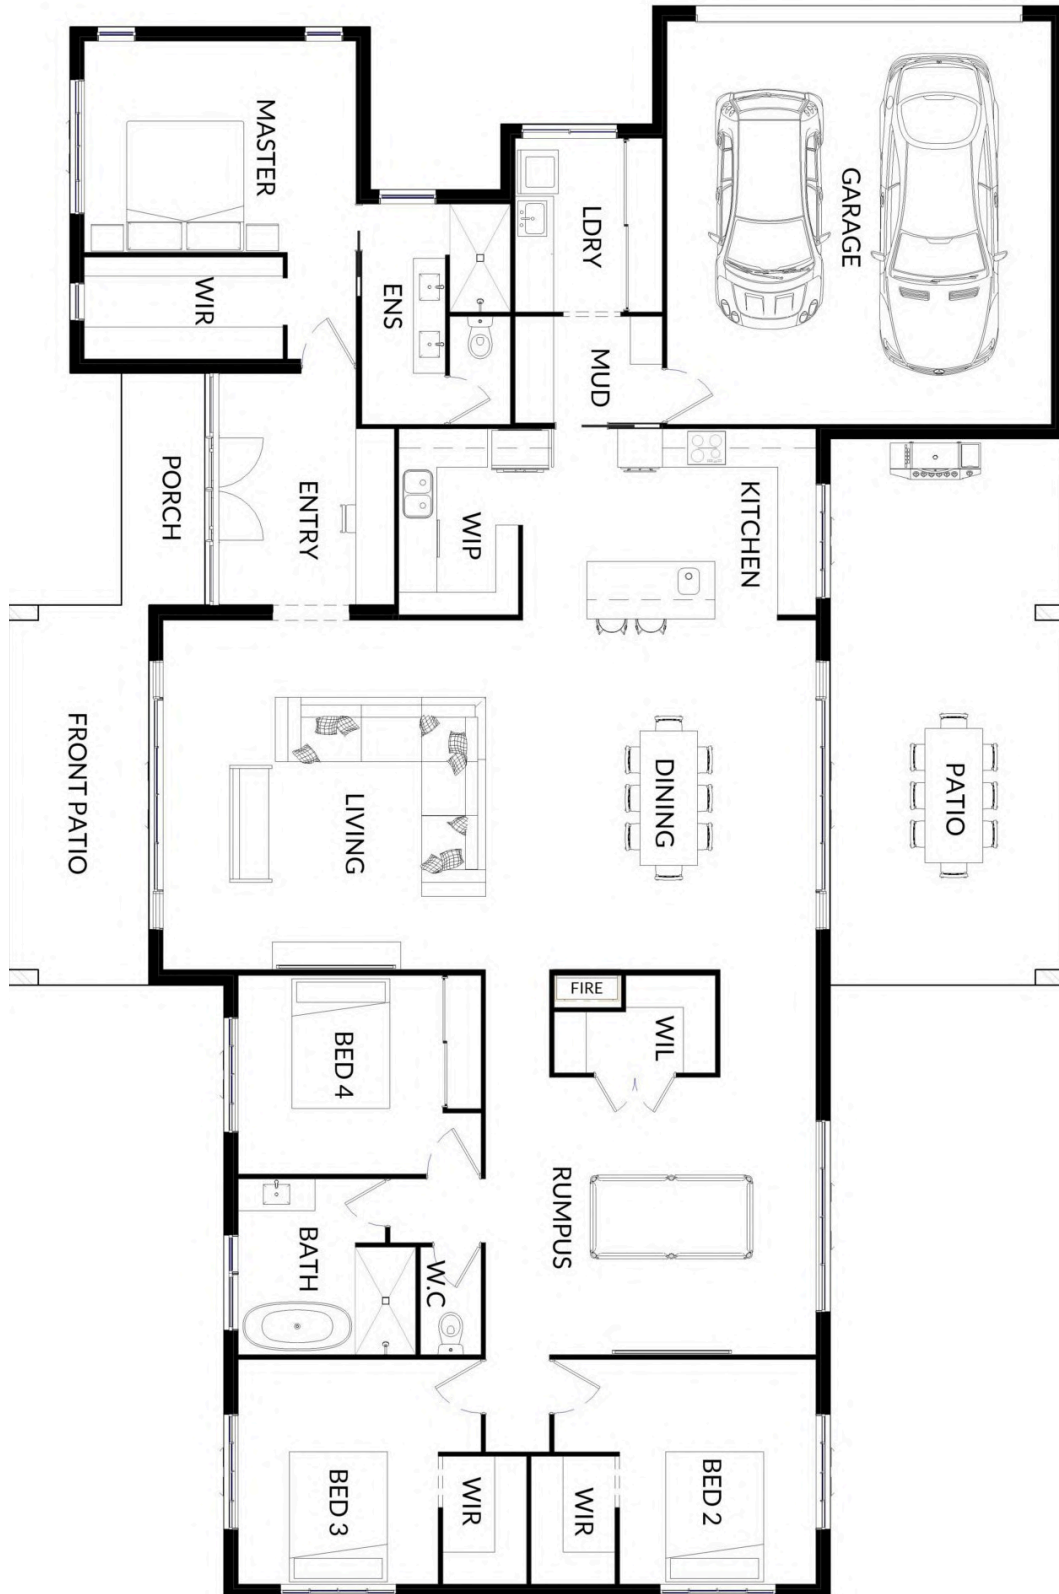 MASTER
GARAGE
LDRY
WIR
ENS
MUD
PORCH
ENTRY
WIP
KITCHEN
FRONT PATIO
LIVING
DINING
PATIO
FIRE
WIL
BED 4
RUMPUS
BATH
W.C
BED 3
WIR
WIR
BED 2